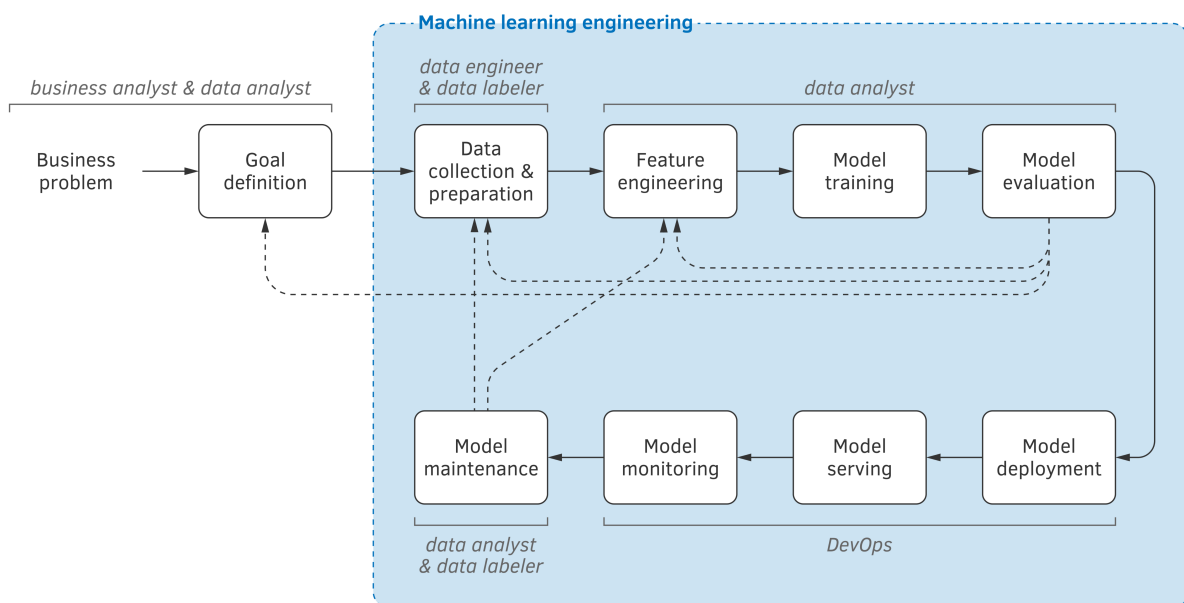 Machine learning engineering
business analyst & data analyst
data engineer
& data labeler
data analyst
Business
problem
Goal
definition
Data
collection &
preparation
Feature
engineering
Model
training
Model
evaluation
Model
maintenance
Model
monitoring
Model
serving
Model
deployment
data analyst
& data labeler
DevOps